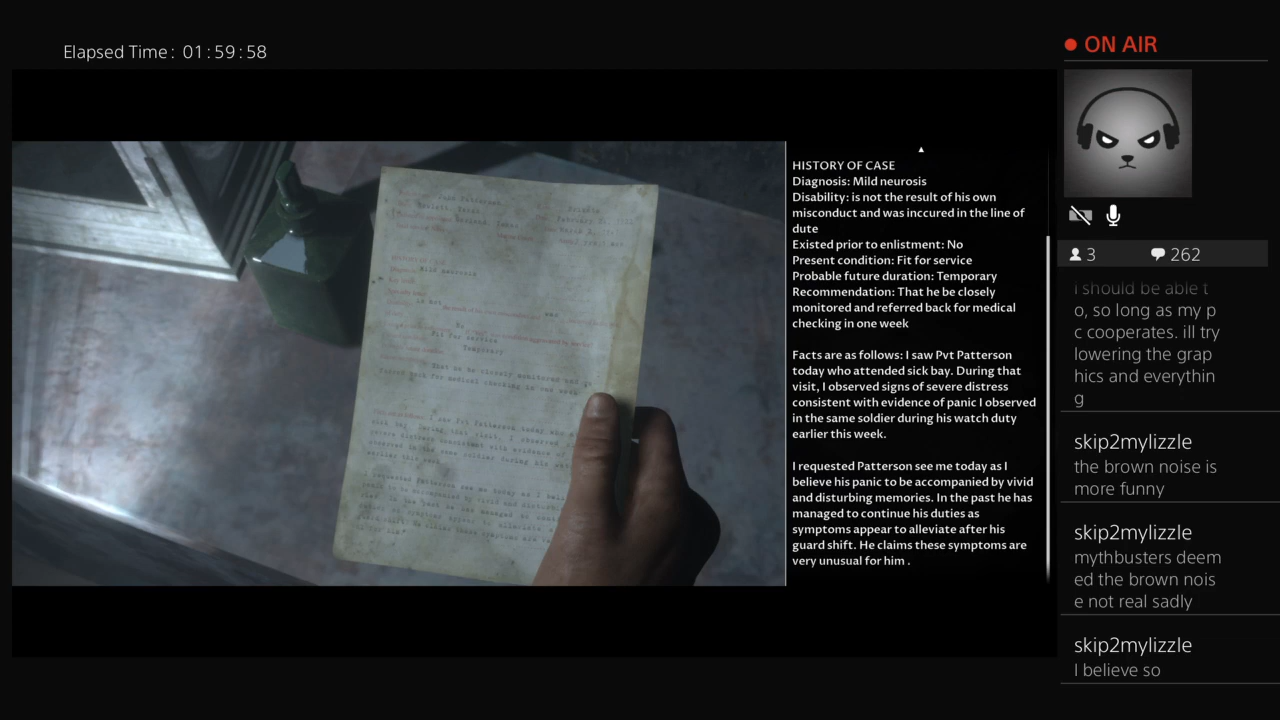 Elapsed Time: 01:59:58
HISTORY OF CASE
Diagnosis: Mild neurosis
Disability: is not the result of his own
misconduct and was inccured in the line of
dute
Existed prior to enlistment: No
Present condition: Fit for service
Probable future duration: Temporary
Recommendation: That he be closely
monitored and referred back for medical
checking in one week
Facts are as follows: I saw Pvt Patterson
today who attended sick bay. During that
visit, I observed signs of severe distress
consistent with evidence of panic I observed
in the same soldier during his watch duty
earlier this week.
I requested Patterson see me today as I
believe his panic to be accompanied by vivid
and disturbing memories. In the past he has
managed to continue his duties as
symptoms appear to alleviate after his
guard shift. He claims these symptoms are
very unusual for him .
ON AIR
3
262
i should be able t
o, so long as my p
c cooperates. ill try
lowering the grap
hics and everythin
g
skip2mylizzle
the brown noise is
more funny
skip2mylizzle
mythbusters deem
ed the brown nois
e not real sadly
skip2mylizzle
I believe so